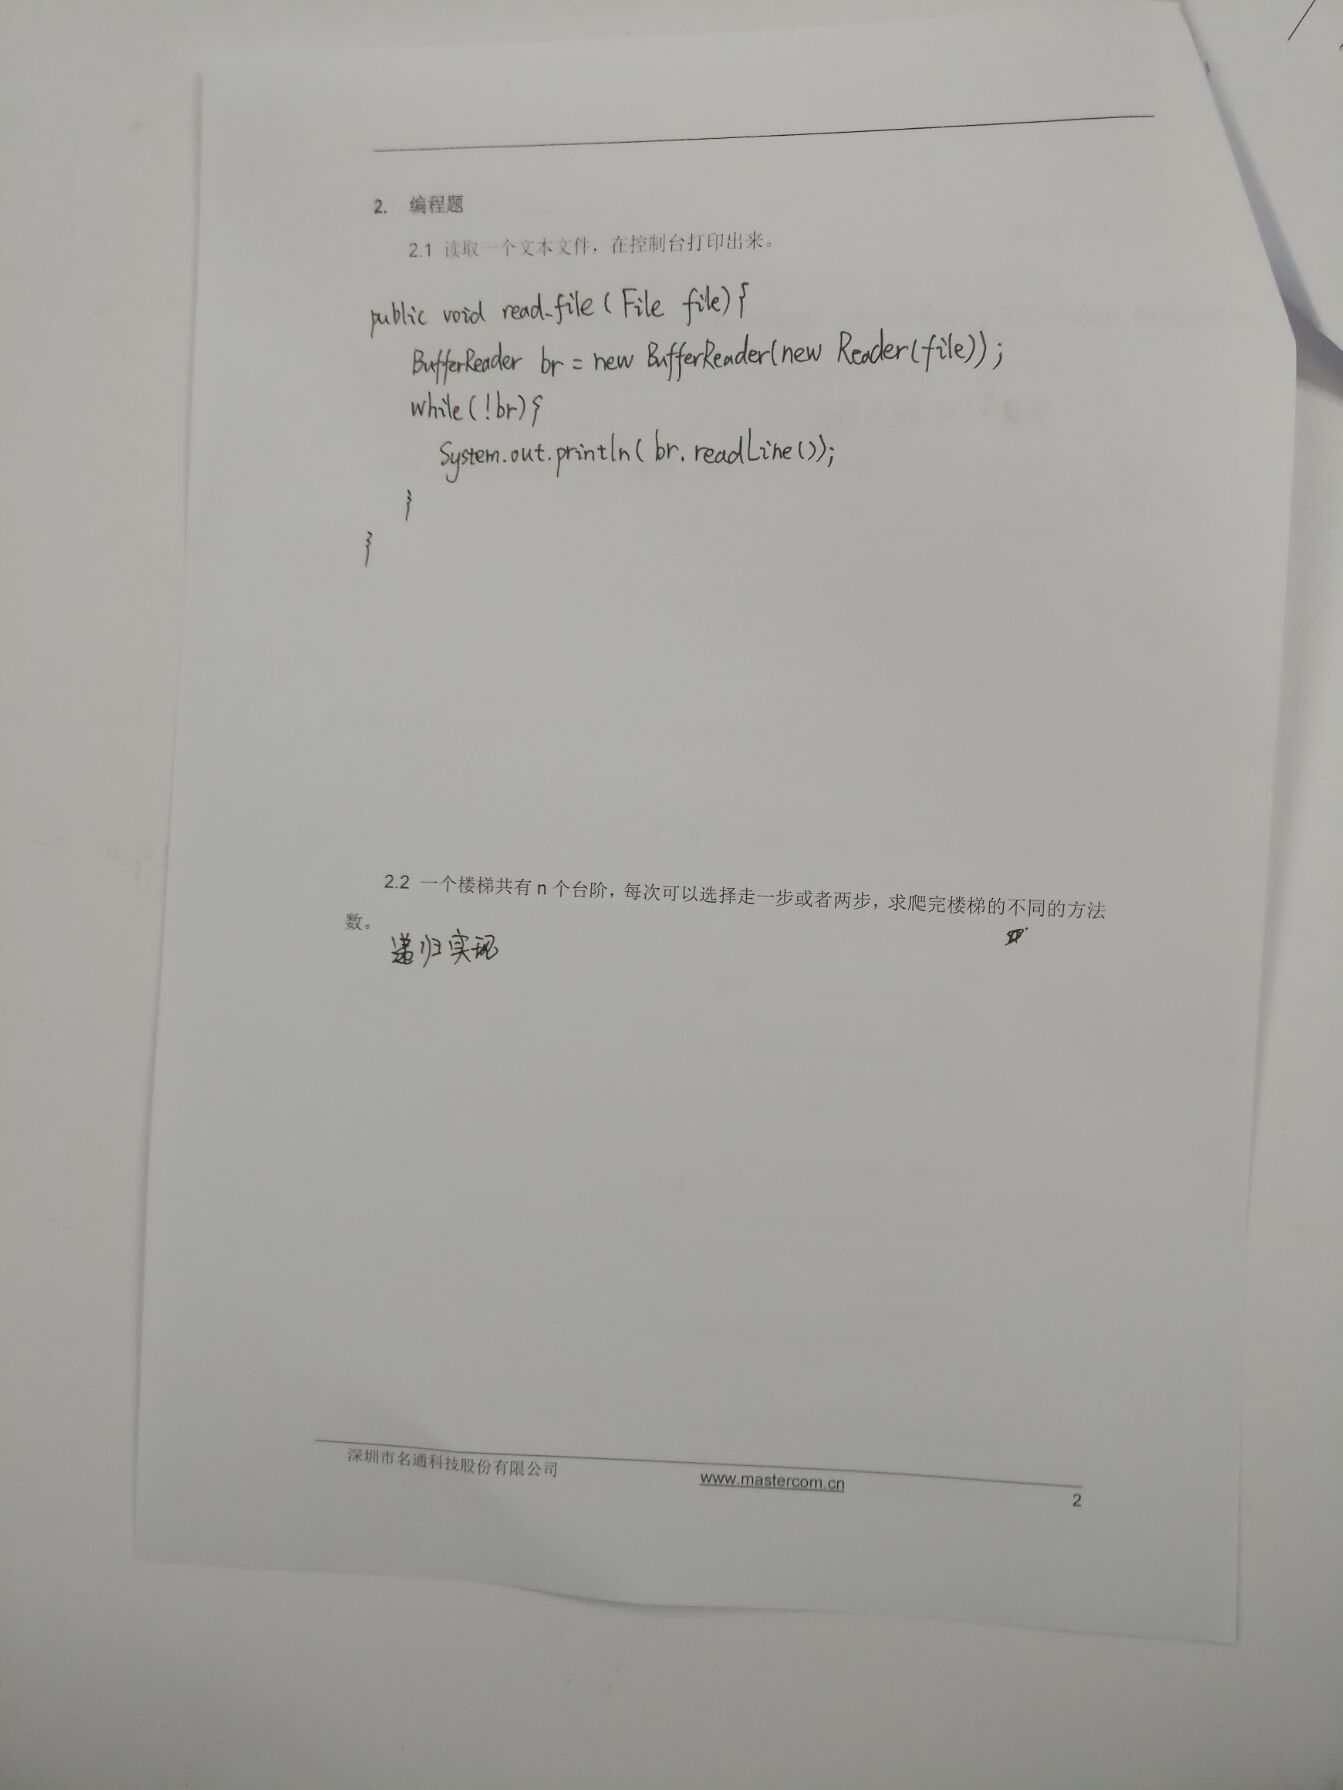 2. 编程题
2.1 读取一个文本文件，在控制台打印出来。
public void read_file (File file){
BufferReader br = new BufferReader(new Reader(file));
while(!br){
System.out.println( br.readLine());
}
}
2.2 一个楼梯共有 n 个台阶，每次可以选择走一步或者两步，求爬完楼梯的不同的方法
数。
递归实现
深圳市名通科技股份有限公司 www.mastercom.cn
2